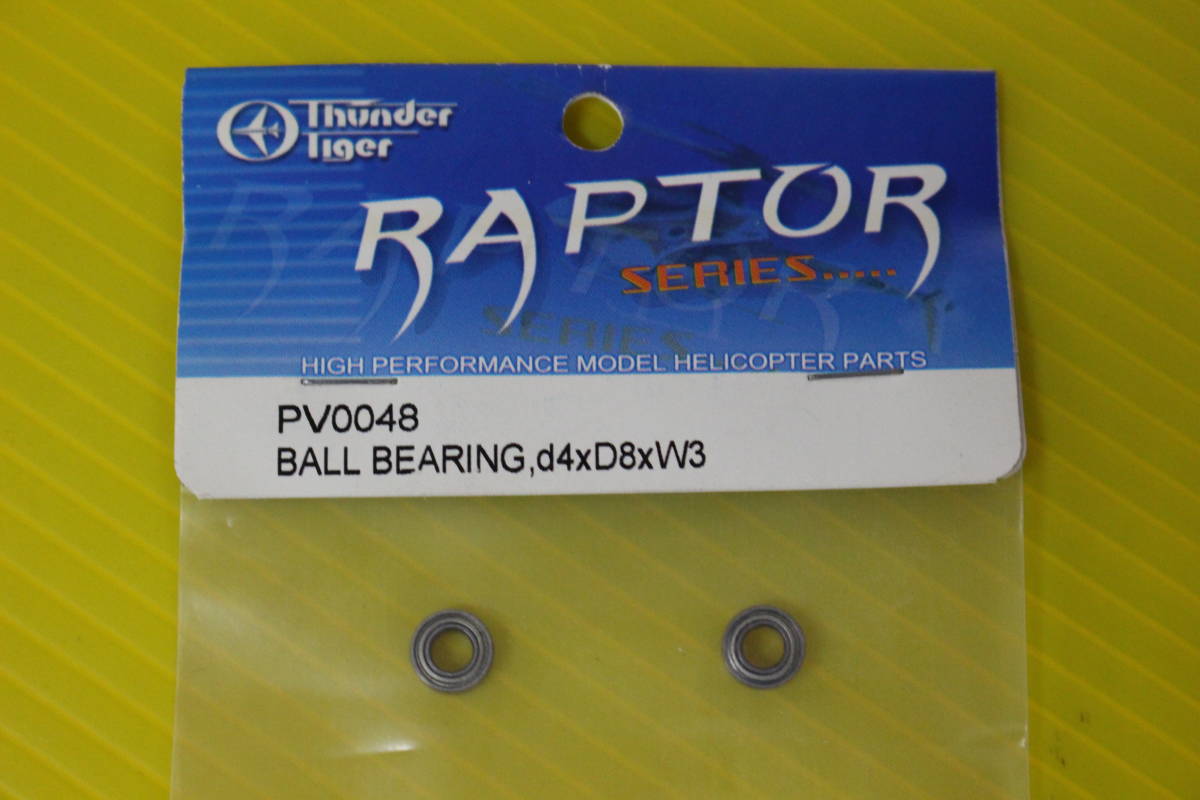 Thunder
Tiger
RAPTOR
SERIES.....
HIGH PERFORMANCE MODEL HELICOPTER PARTS
PV0048
BALL BEARING,d4xD8xW3